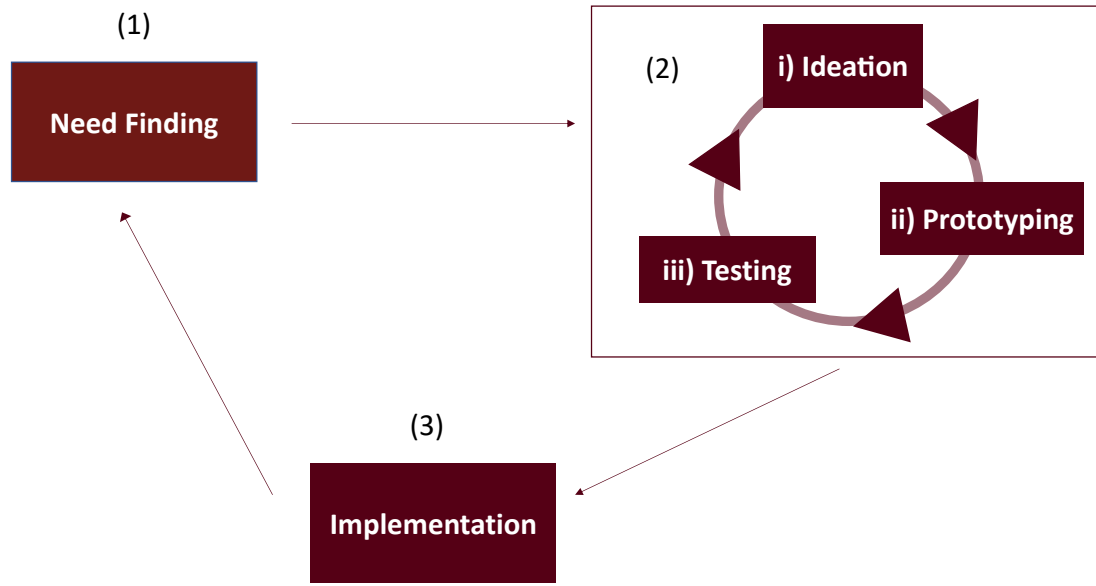 (1)
Need Finding
(2)
i) Ideation
ii) Prototyping
iii) Testing
(3)
Implementation